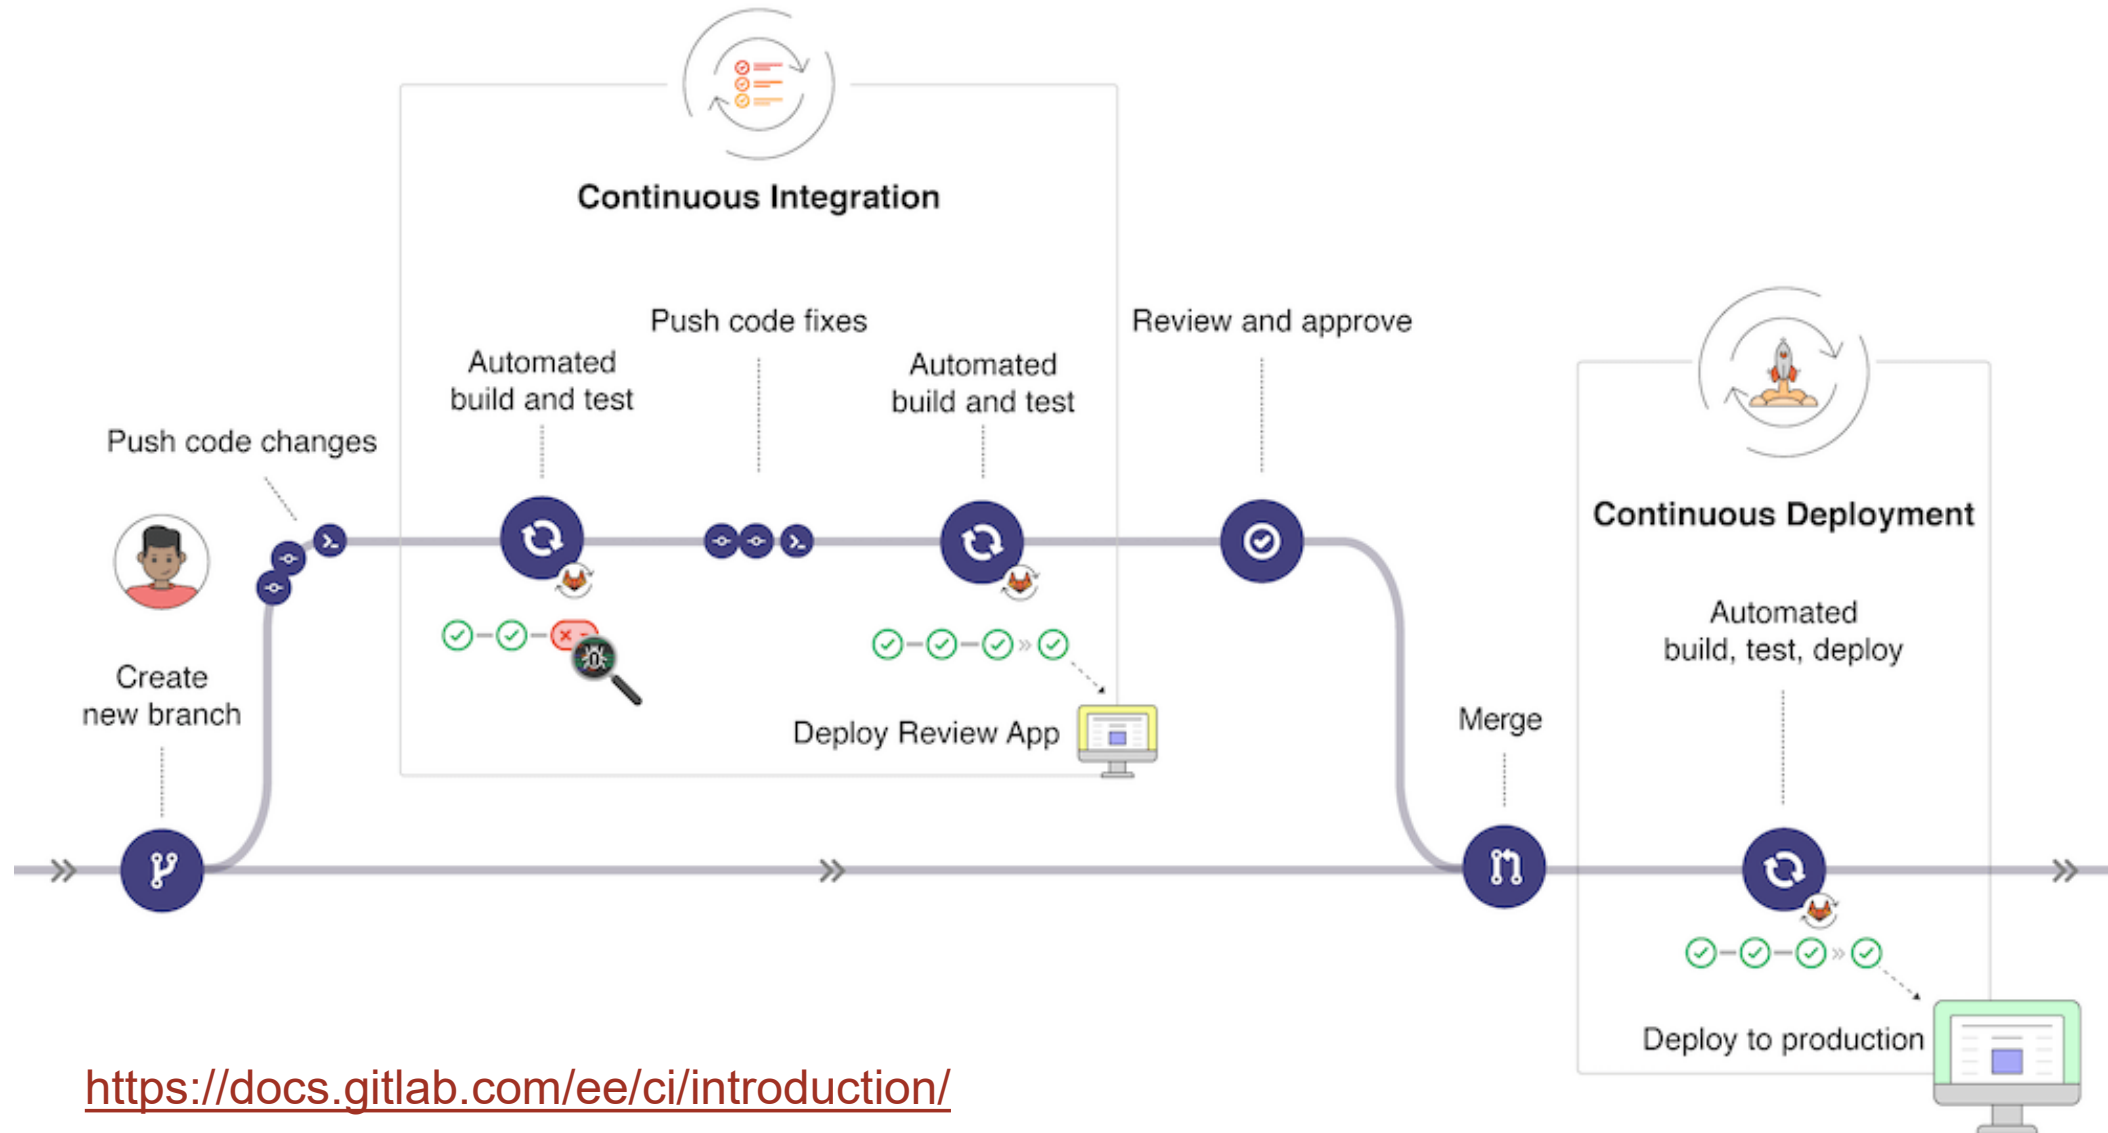 Continuous Integration
Push code fixes
Review and approve
Automated
build and test
Automated
build and test
Push code changes
Continuous Deployment
Automated
build, test, deploy
Create
new branch
Merge
Deploy Review App
Deploy to production
https://docs.gitlab.com/ee/ci/introduction/